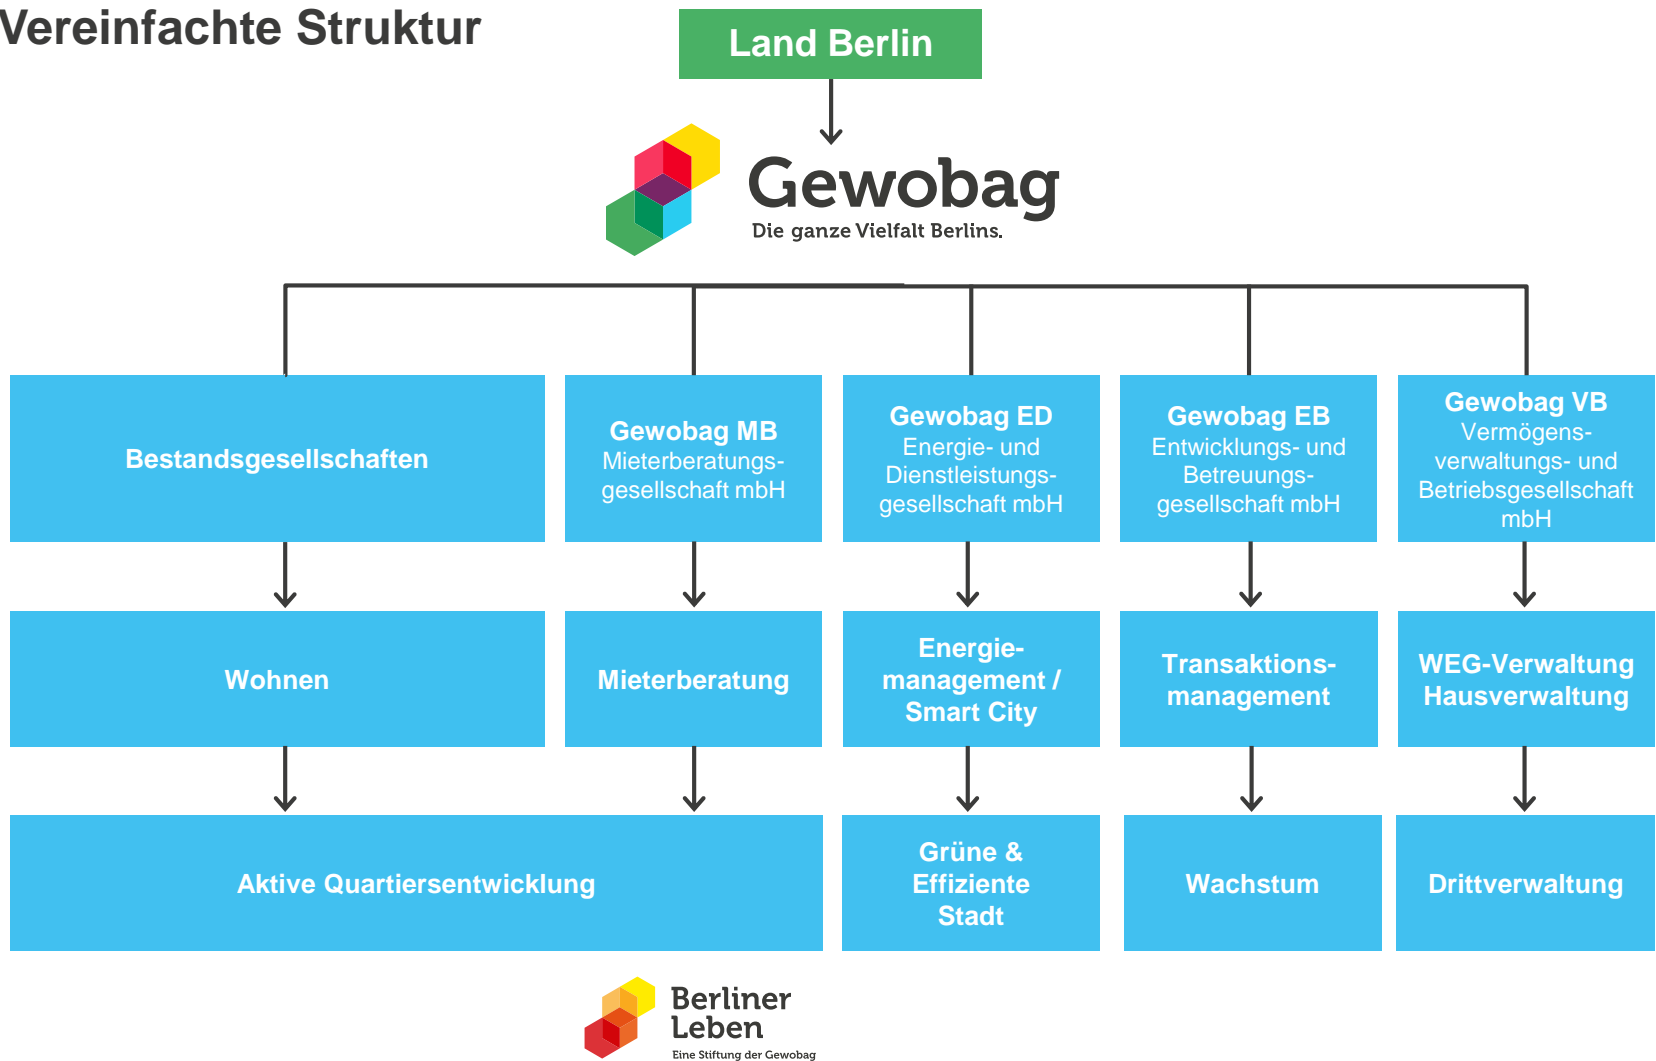 Vereinfachte Struktur
Land Berlin
Gewobag
Die ganze Vielfalt Berlins.
Bestandsgesellschaften
Gewobag MB
Mieterberatungs-
gesellschaft mbH
Gewobag ED
Energie- und
Dienstleistungs-
gesellschaft mbH
Gewobag EB
Entwicklungs- und
Betreuungs-
gesellschaft mbH
Gewobag VB
Vermögens-
verwaltungs- und
Betriebsgesellschaft
mbH
Wohnen
Mieterberatung
Energie-
management /
Smart City
Transaktions-
management
WEG-Verwaltung
Hausverwaltung
Aktive Quartiersentwicklung
Grüne &
Effiziente
Stadt
Wachstum
Drittverwaltung
Berliner
Leben
Eine Stiftung der Gewobag